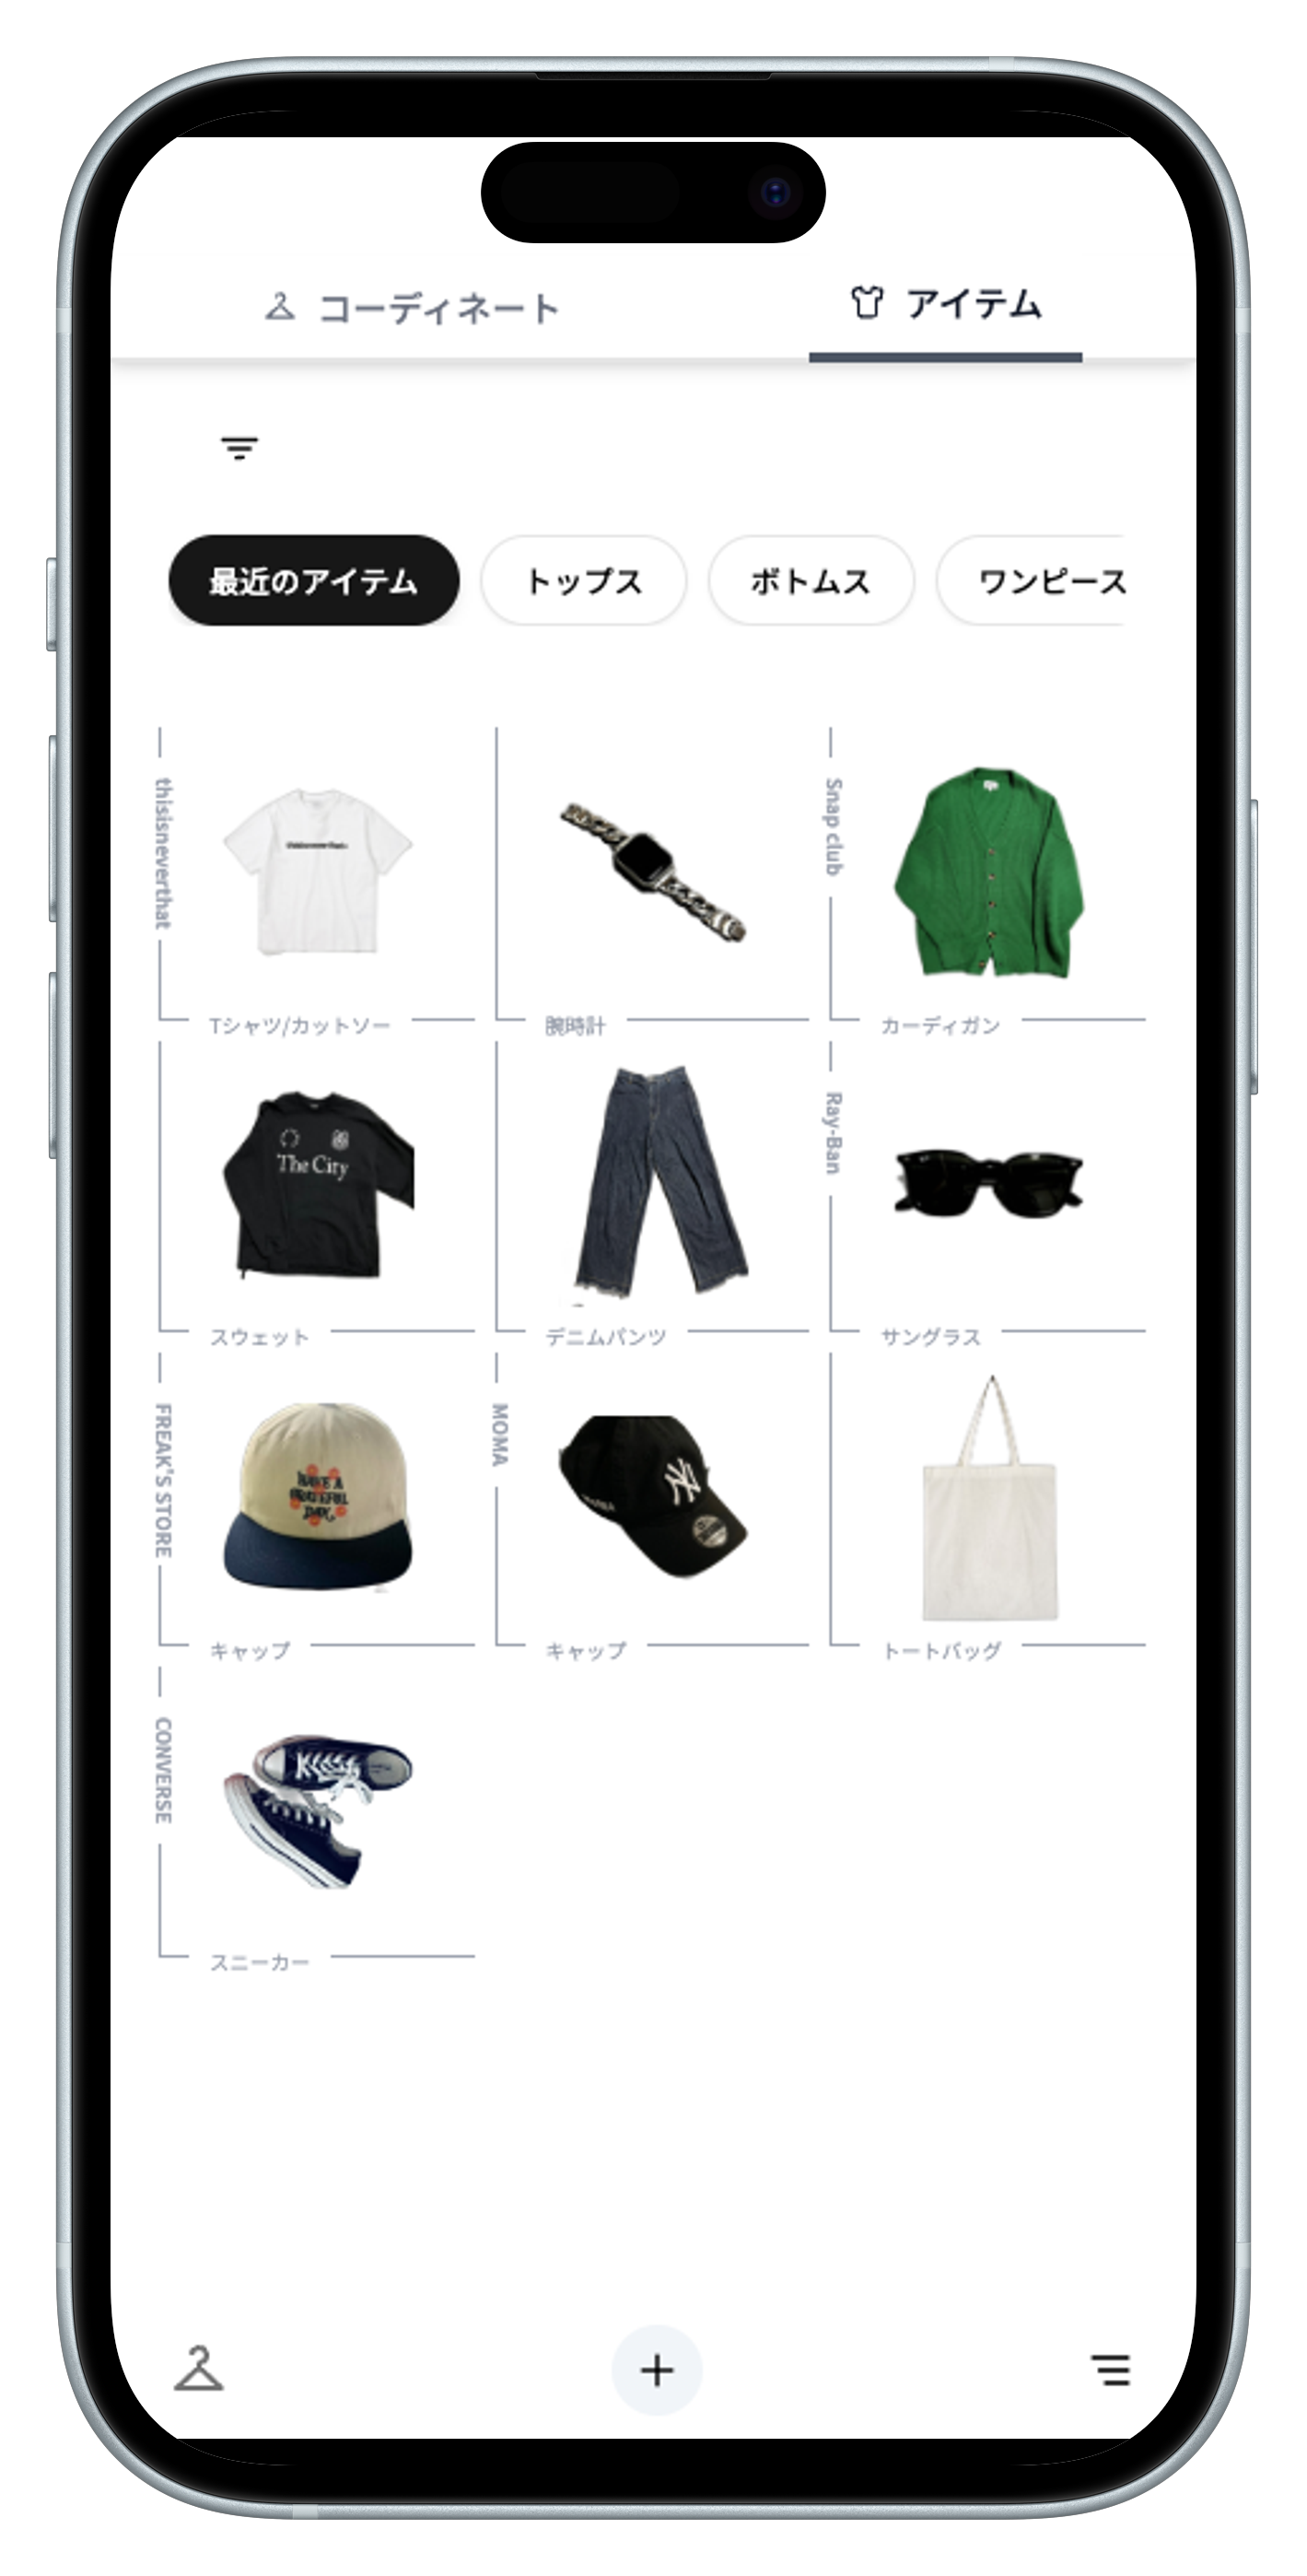 コーディネート
アイテム
最近のアイテム
トップス
ボトムス
ワンピース
thisisneverthat
Tシャツ/カットソー
腕時計
Snap club
カーディガン
The City
スウェット
デニムパンツ
Ray-Ban
サングラス
FREAK'S STORE
HAVE A
GRATEFUL
DAY
キャップ
MOMA
NY
キャップ
トートバッグ
CONVERSE
スニーカー